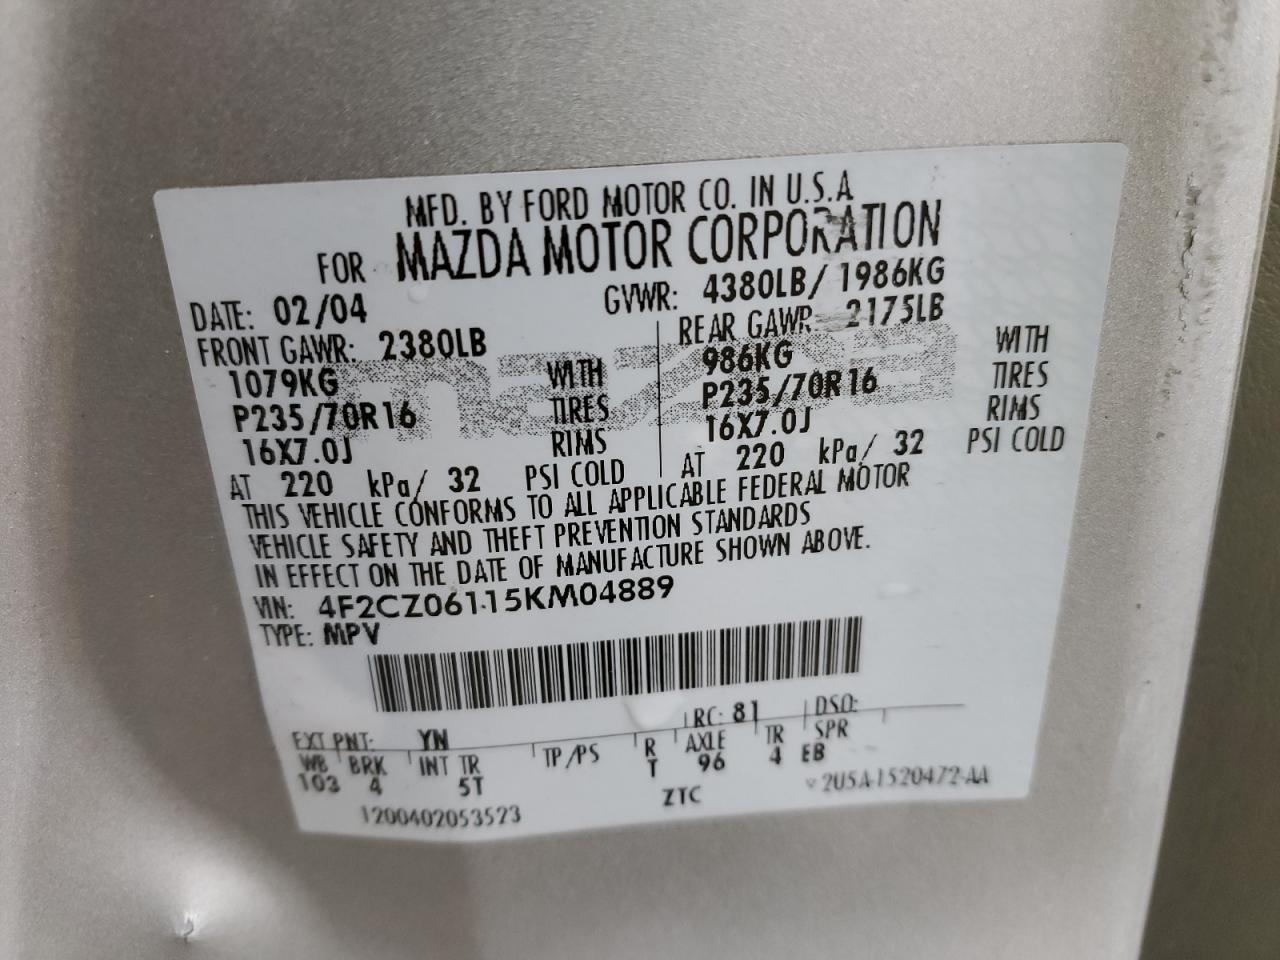 MFD. BY FORD MOTOR CO. IN U.S.A
FOR MAZDA MOTOR CORPORATION
DATE: 02/04 GVWR: 4380LB/ 1986KG
FRONT GAWR: 2380LB REAR GAWR 2175LB
1079KG WITH 986KG WITH
P235/70R16 TIRES P235/70R16 TIRES
16X7.0J RIMS 16X7.0J RIMS
AT 220 kPa/ 32 PSI COLD AT 220 kPa/ 32 PSI COLD
THIS VEHICLE CONFORMS TO ALL APPLICABLE FEDERAL MOTOR
VEHICLE SAFETY AND THEFT PREVENTION STANDARDS
IN EFFECT ON THE DATE OF MANUFACTURE SHOWN ABOVE.
VIN: 4F2CZ06115KM04889
TYPE: MPV
EXT PNT: YN RC: 81 DSO:
WB BRK INT TR TP/PS R AXLE TR SPR
103 4 5T T 96 4 EB
1200402053523 ZTC 2U5A-1520472-AA